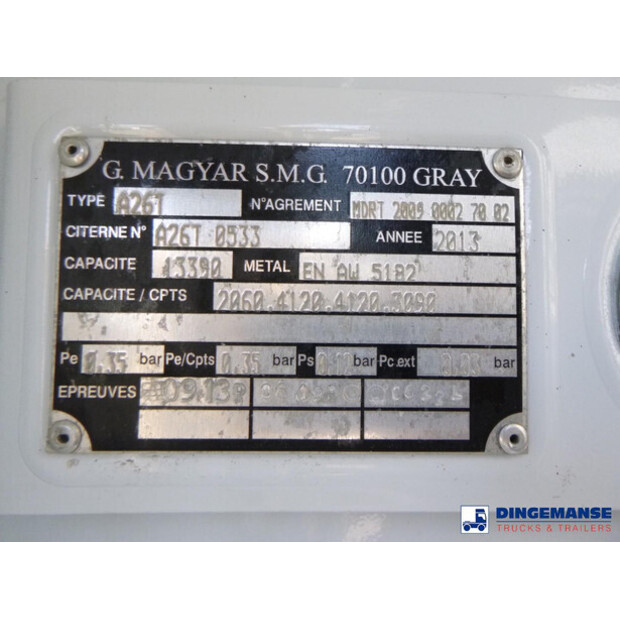 G. MAGYAR S.M.G. 70100 GRAY
TYPE A26T N°AGREMENT MDRT 2009 0002 70 02
CITERNE N° A26T 0533 ANNEE 2013
CAPACITE 13390 METAL EN AW 5182
CAPACITE / CPTS 2060.4120.4120.3090
Pe 0.35 bar Pe/Cpts 0.35 bar Ps bar Pc.ext bar
EPREUVES
DINGEMANSE
TRUCKS & TRAILERS